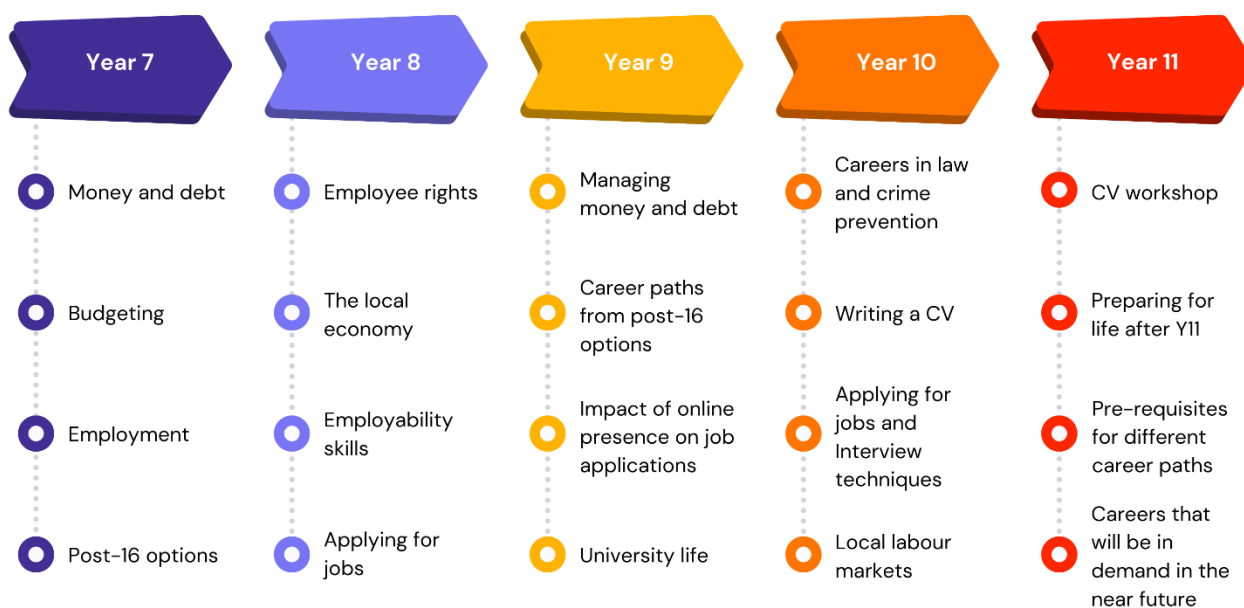 Year 7
Money and debt
Budgeting
Employment
Post-16 options
Year 8
Employee rights
The local
economy
Employability
skills
Applying for
jobs
Year 9
Managing
money and debt
Career paths
from post-16
options
Impact of online
presence on job
applications
University life
Year 10
Careers in law
and crime
prevention
Writing a CV
Applying for
jobs and
Interview
techniques
Local labour
markets
Year 11
CV workshop
Preparing for
life after Y11
Pre-requisites
for different
career paths
Careers that
will be in
demand in the
near future